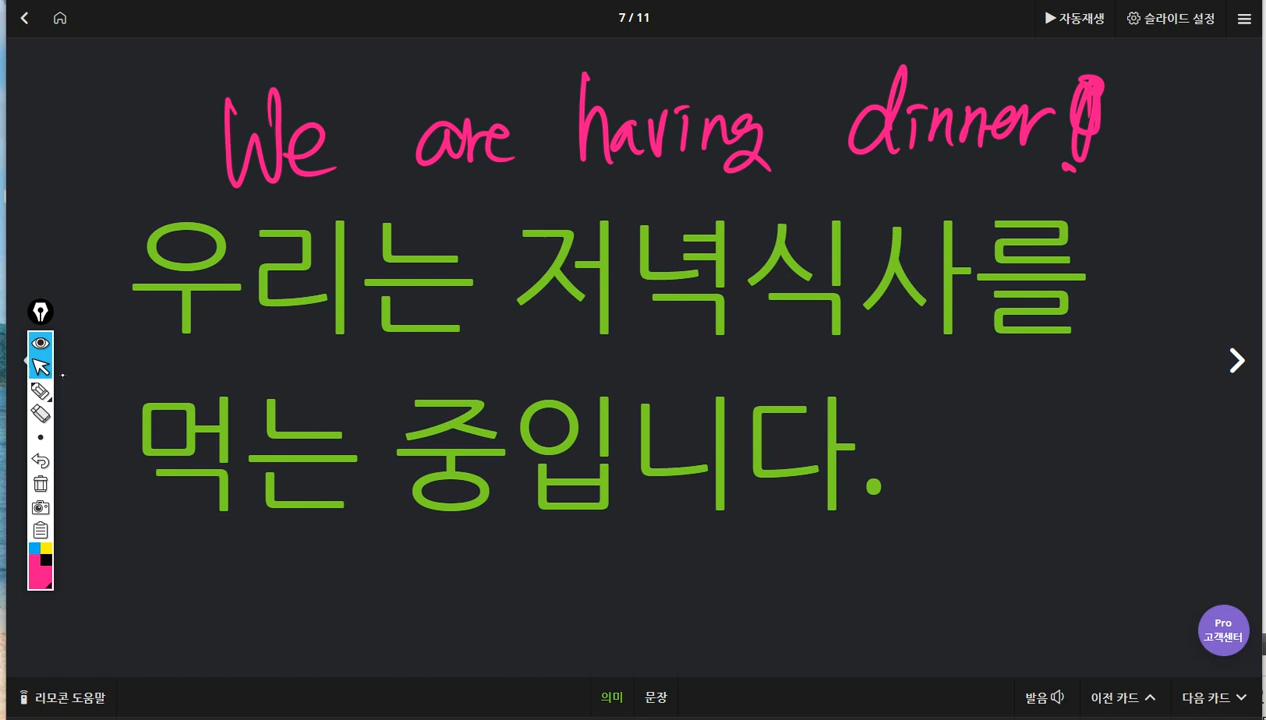 7 / 11
자동재생
슬라이드 설정
We are having dinner!
우리는 저녁식사를
먹는 중입니다.
Pro
고객센터
리모콘 도움말
의미
문장
발음
이전 카드
다음 카드